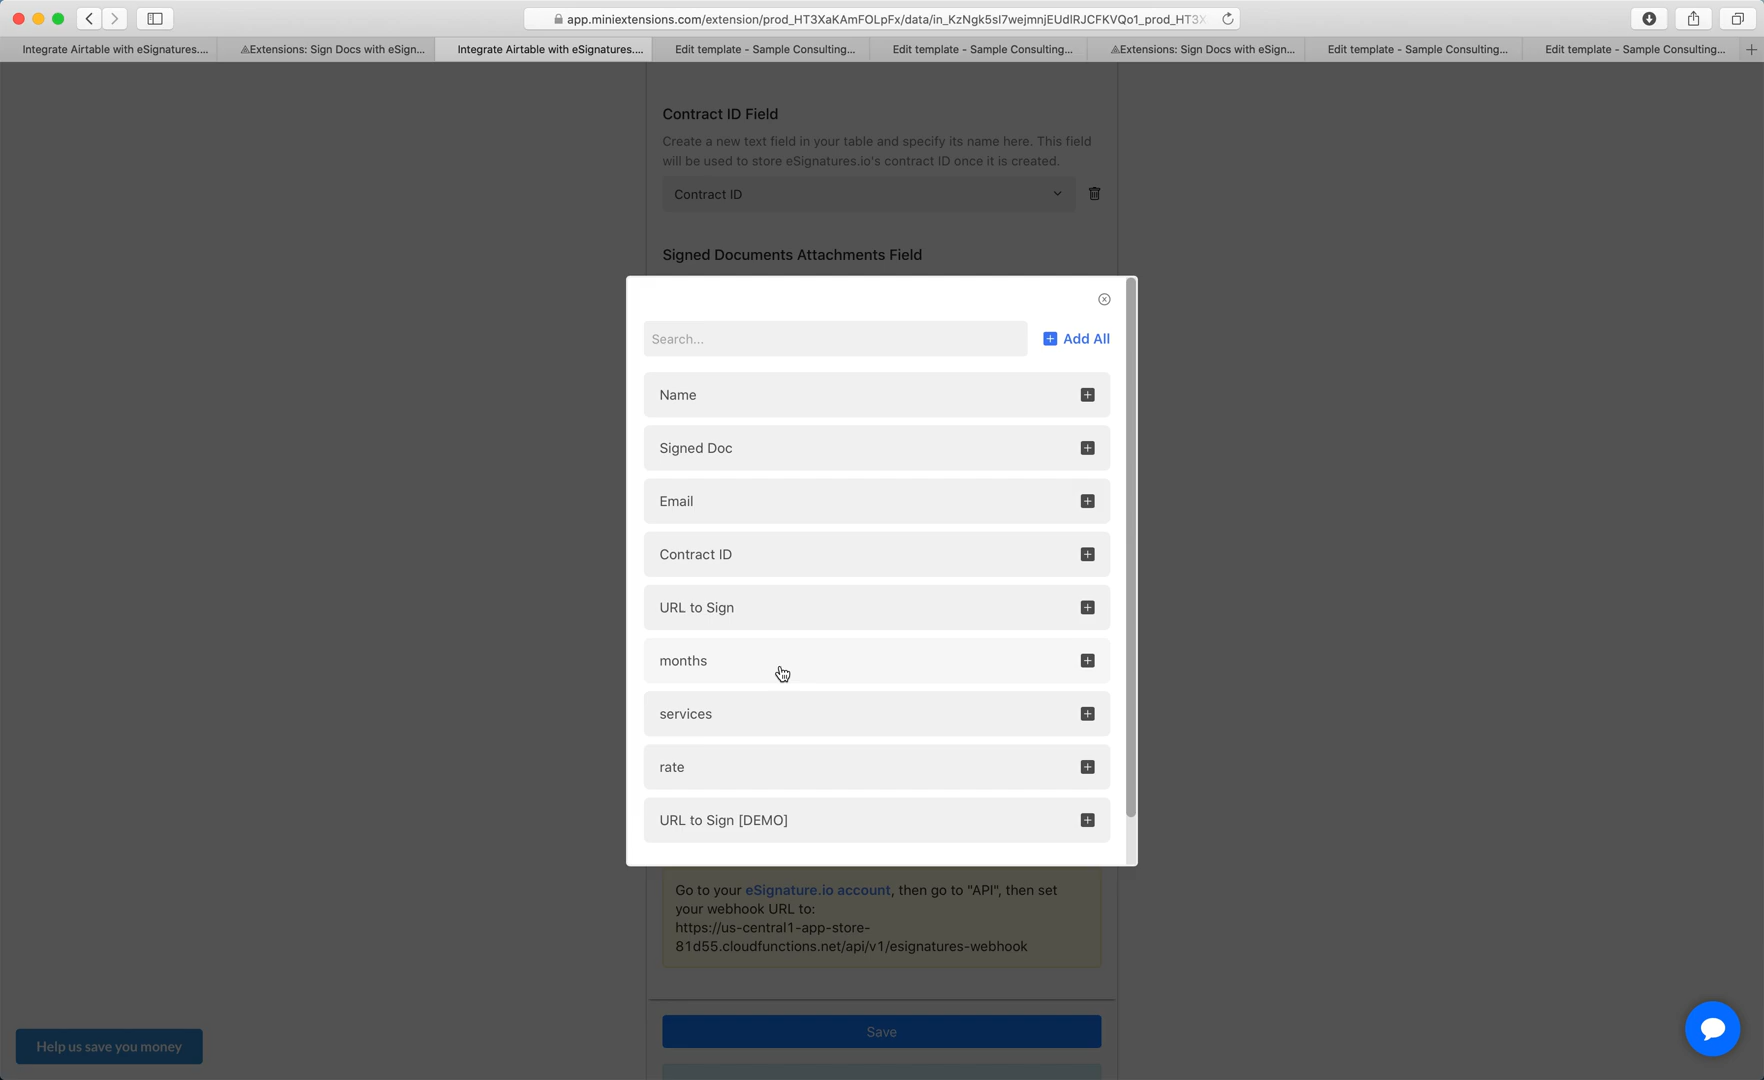 app.miniextensions.com/extension/prod_HT3XaKAmFOLpFx/data/in_KzNgk5sI7wejmnjEUdIRJCFKVQo1_prod_HT3X
Integrate Airtable with eSignatures....
⩓Extensions: Sign Docs with eSign...
Integrate Airtable with eSignatures....
Edit template - Sample Consulting...
Edit template - Sample Consulting...
⩓Extensions: Sign Docs with eSign...
Edit template - Sample Consulting...
Edit template - Sample Consulting...
Contract ID Field
Create a new text field in your table and specify its name here. This field
will be used to store eSignatures.io's contract ID once it is created.
Contract ID
Signed Documents Attachments Field
Search...
Add All
Name
Signed Doc
Email
Contract ID
URL to Sign
months
services
rate
URL to Sign [DEMO]
Go to your eSignature.io account, then go to "API", then set
your webhook URL to:
https://us-central1-app-store-
81d55.cloudfunctions.net/api/v1/esignatures-webhook
Save
Help us save you money